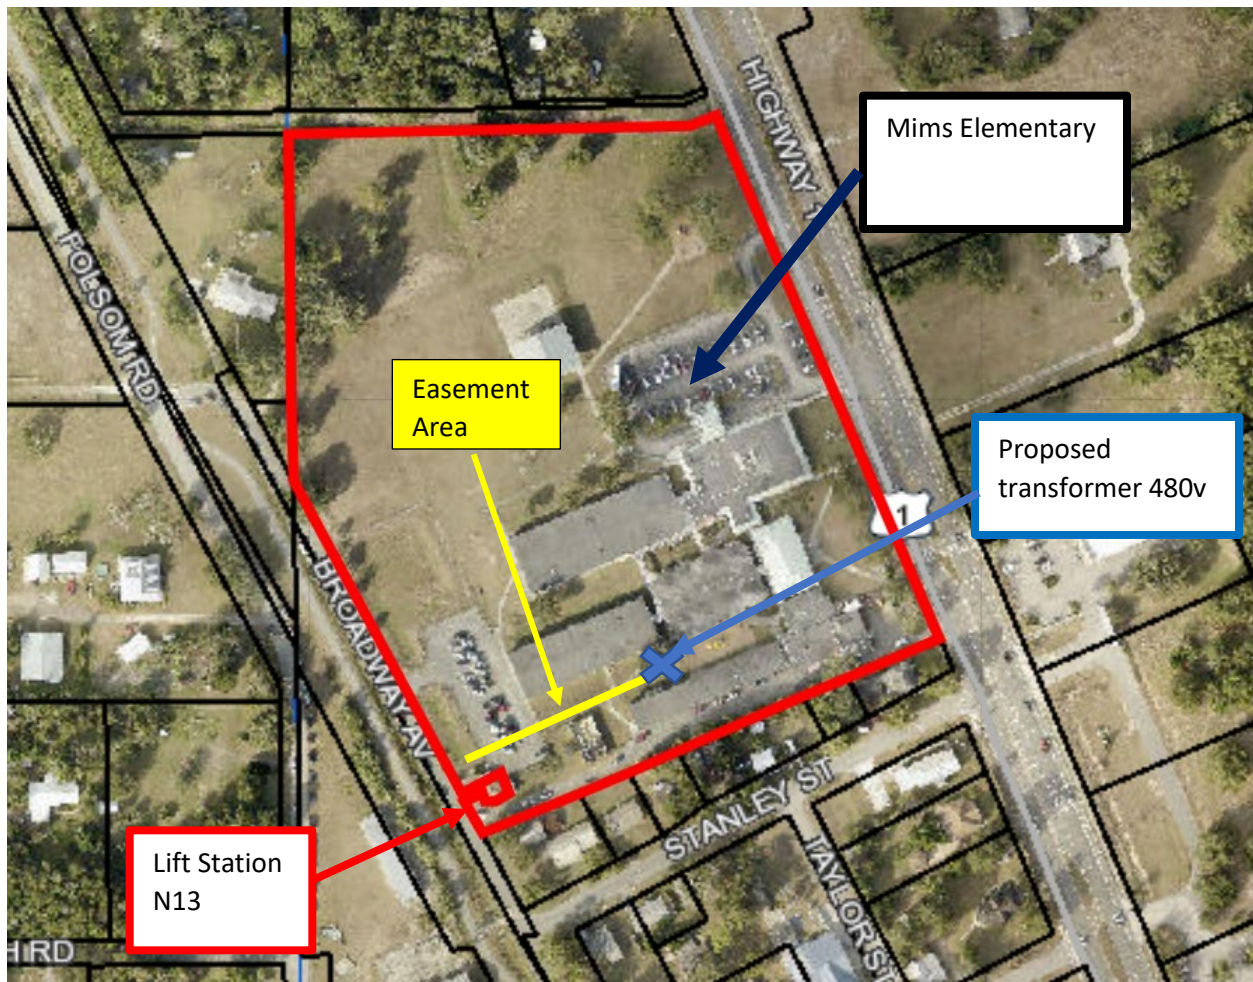 HIGHWAY 1
Mims Elementary
FOLSOM RD
Easement
Area
Proposed
transformer 480v
1
BROADWAY AV
STANLEY ST
TAYLOR ST
Lift Station
N13
H RD